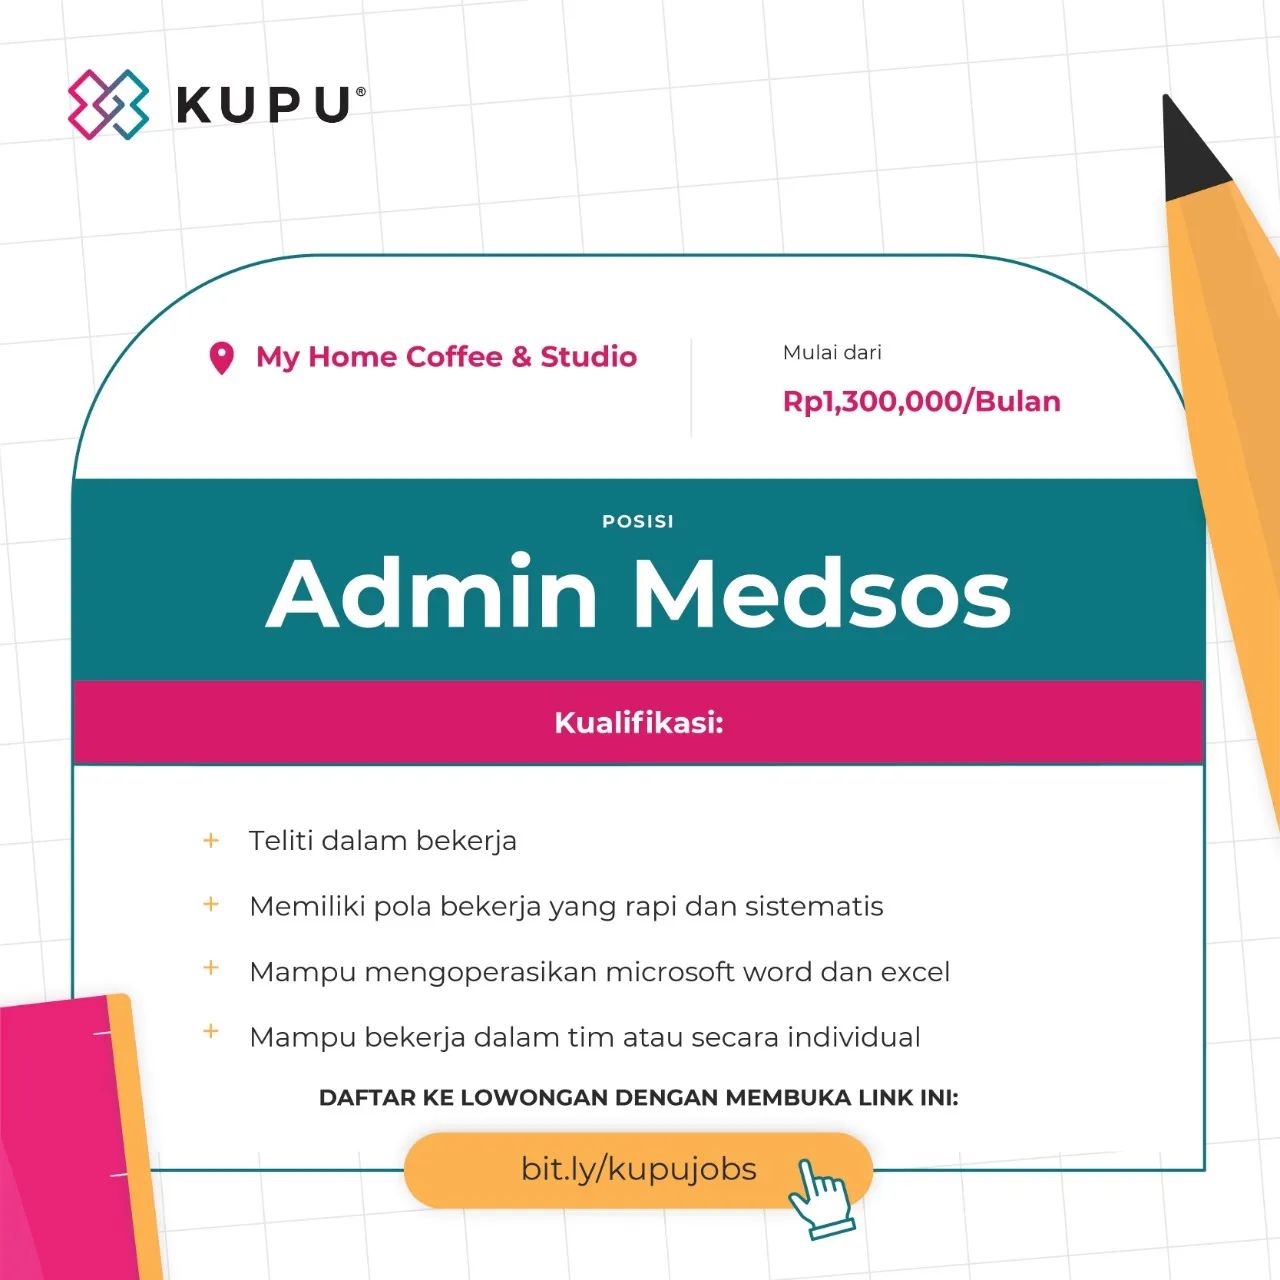 KUPU®
My Home Coffee & Studio
Mulai dari
Rp1,300,000/Bulan
POSISI
Admin Medsos
Kualifikasi:
+ Teliti dalam bekerja
+ Memiliki pola bekerja yang rapi dan sistematis
+ Mampu mengoperasikan microsoft word dan excel
+ Mampu bekerja dalam tim atau secara individual
DAFTAR KE LOWONGAN DENGAN MEMBUKA LINK INI:
bit.ly/kupujobs